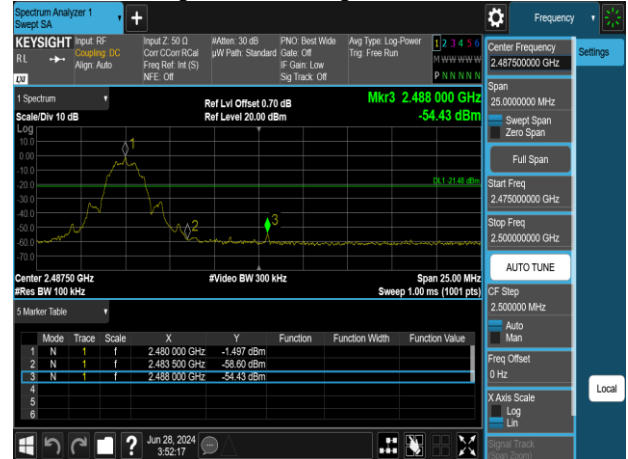 Spectrum Analyzer 1
Swept SA
+
Frequency
KEYSIGHT
RL
Input: RF
Coupling: DC
Align: Auto
Input Z: 50 Ω
Corr CCorr RCal
Freq Ref: Int (S)
NFE: Off
#Atten: 30 dB
µW Path: Standard
PNO: Best Wide
Gate: Off
IF Gain: Low
Sig Track: Off
Avg Type: Log-Power
Trig: Free Run
1 2 3 4 5 6
M W W W W W
P N N N N N
LXI
1 Spectrum
Scale/Div 10 dB
Ref Lvl Offset 0.70 dB
Ref Level 20.00 dBm
Mkr3 2.488 000 GHz
-54.43 dBm
Log
10.0
0.00
-10.0
-20.0
-30.0
-40.0
-50.0
-60.0
-70.0
1
2
3
DL1 -21.48 dBm
Center 2.48750 GHz
#Res BW 100 kHz
#Video BW 300 kHz
Span 25.00 MHz
Sweep 1.00 ms (1001 pts)
5 Marker Table
Mode Trace Scale X Y Function Function Width Function Value
1 N 1 f 2.480 000 GHz -1.497 dBm
2 N 1 f 2.483 500 GHz -58.60 dBm
3 N 1 f 2.488 000 GHz -54.43 dBm
4
5
6
?
Jun 28, 2024
3:52:17
Center Frequency
2.487500000 GHz
Span
25.0000000 MHz
Swept Span
Zero Span
Full Span
Start Freq
2.475000000 GHz
Stop Freq
2.500000000 GHz
AUTO TUNE
CF Step
2.500000 MHz
Auto
Man
Freq Offset
0 Hz
X Axis Scale
Log
Lin
Signal Track
(Span Zoom)
Settings
Local